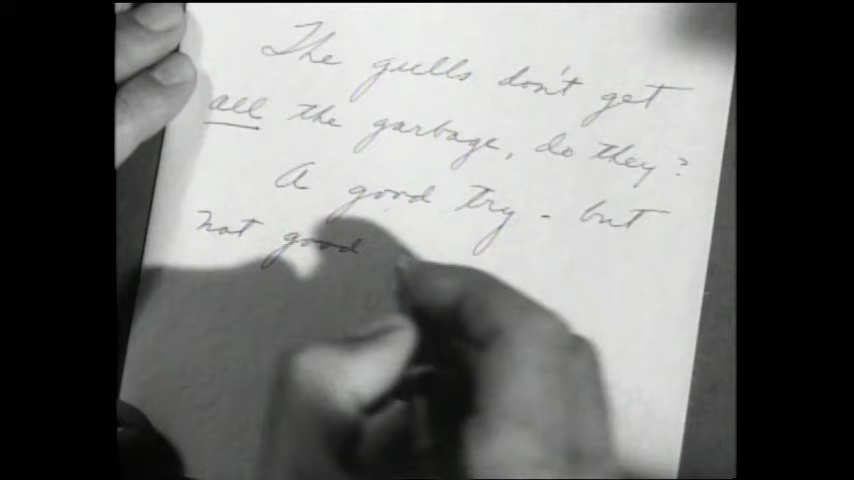 The gulls don't get
all the garbage, do they?
A good try - but
not good